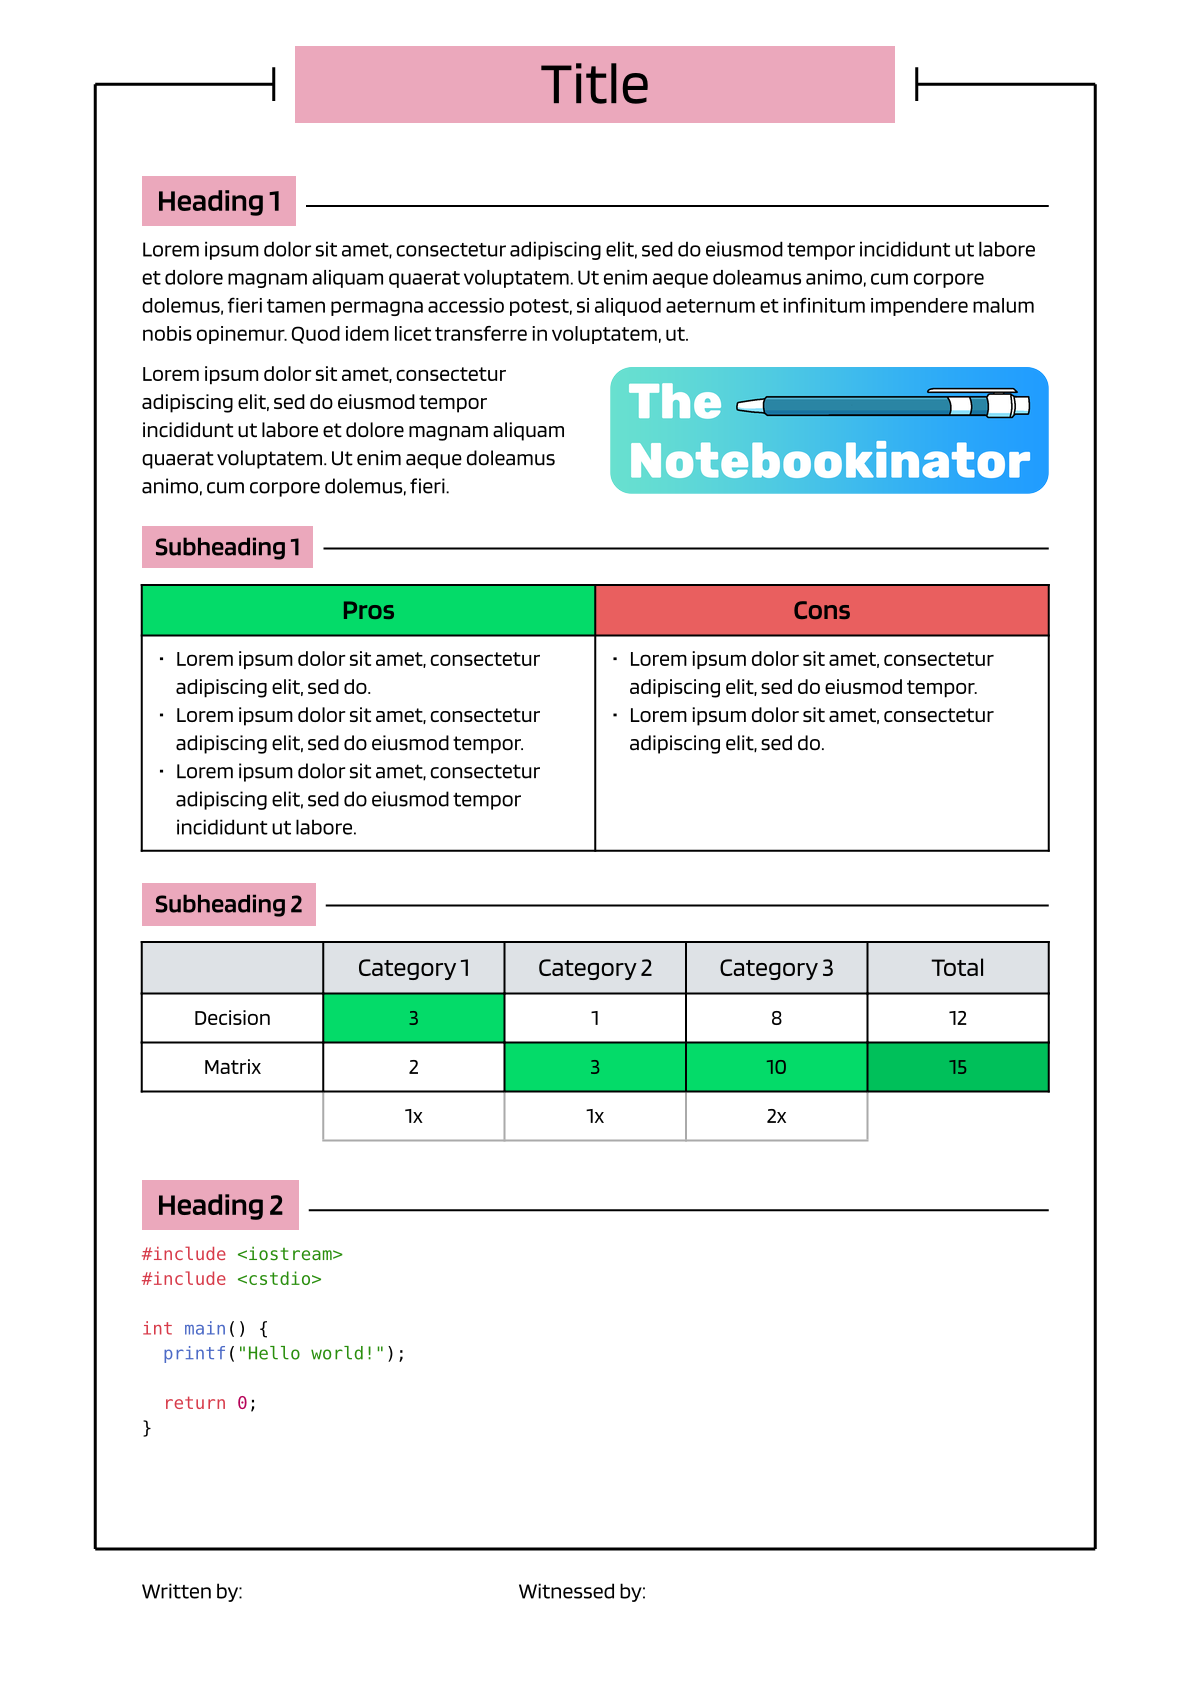 Title
Heading 1
Lorem ipsum dolor sit amet, consectetur adipiscing elit, sed do eiusmod tempor incididunt ut labore
et dolore magnam aliquam quaerat voluptatem. Ut enim aeque doleamus animo, cum corpore
dolemus, fieri tamen permagna accessio potest, si aliquod aeternum et infinitum impendere malum
nobis opinemur. Quod idem licet transferre in voluptatem, ut.
Lorem ipsum dolor sit amet, consectetur
adipiscing elit, sed do eiusmod tempor
incididunt ut labore et dolore magnam aliquam
quaerat voluptatem. Ut enim aeque doleamus
animo, cum corpore dolemus, fieri.
The
Notebookinator
Subheading 1
Pros Cons
· Lorem ipsum dolor sit amet, consectetur
adipiscing elit, sed do.
· Lorem ipsum dolor sit amet, consectetur
adipiscing elit, sed do eiusmod tempor.
· Lorem ipsum dolor sit amet, consectetur
adipiscing elit, sed do eiusmod tempor
incididunt ut labore.
· Lorem ipsum dolor sit amet, consectetur
adipiscing elit, sed do eiusmod tempor.
· Lorem ipsum dolor sit amet, consectetur
adipiscing elit, sed do.
Subheading 2
Category 1 Category 2 Category 3 Total
Decision 3 1 8 12
Matrix 2 3 10 15
1x 1x 2x
Heading 2
#include <iostream>
#include <cstdio>
int main() {
  printf("Hello world!");
  return 0;
}
Written by: Witnessed by: